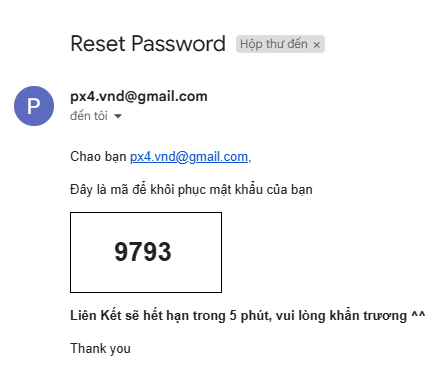 Reset Password Hộp thư đến ×
P
px4.vnd@gmail.com
đến tôi
Chao bạn px4.vnd@gmail.com,
Đây là mã để khôi phục mật khẩu của bạn
9793
Liên Kết sẽ hết hạn trong 5 phút, vui lòng khẩn trương ^^
Thank you